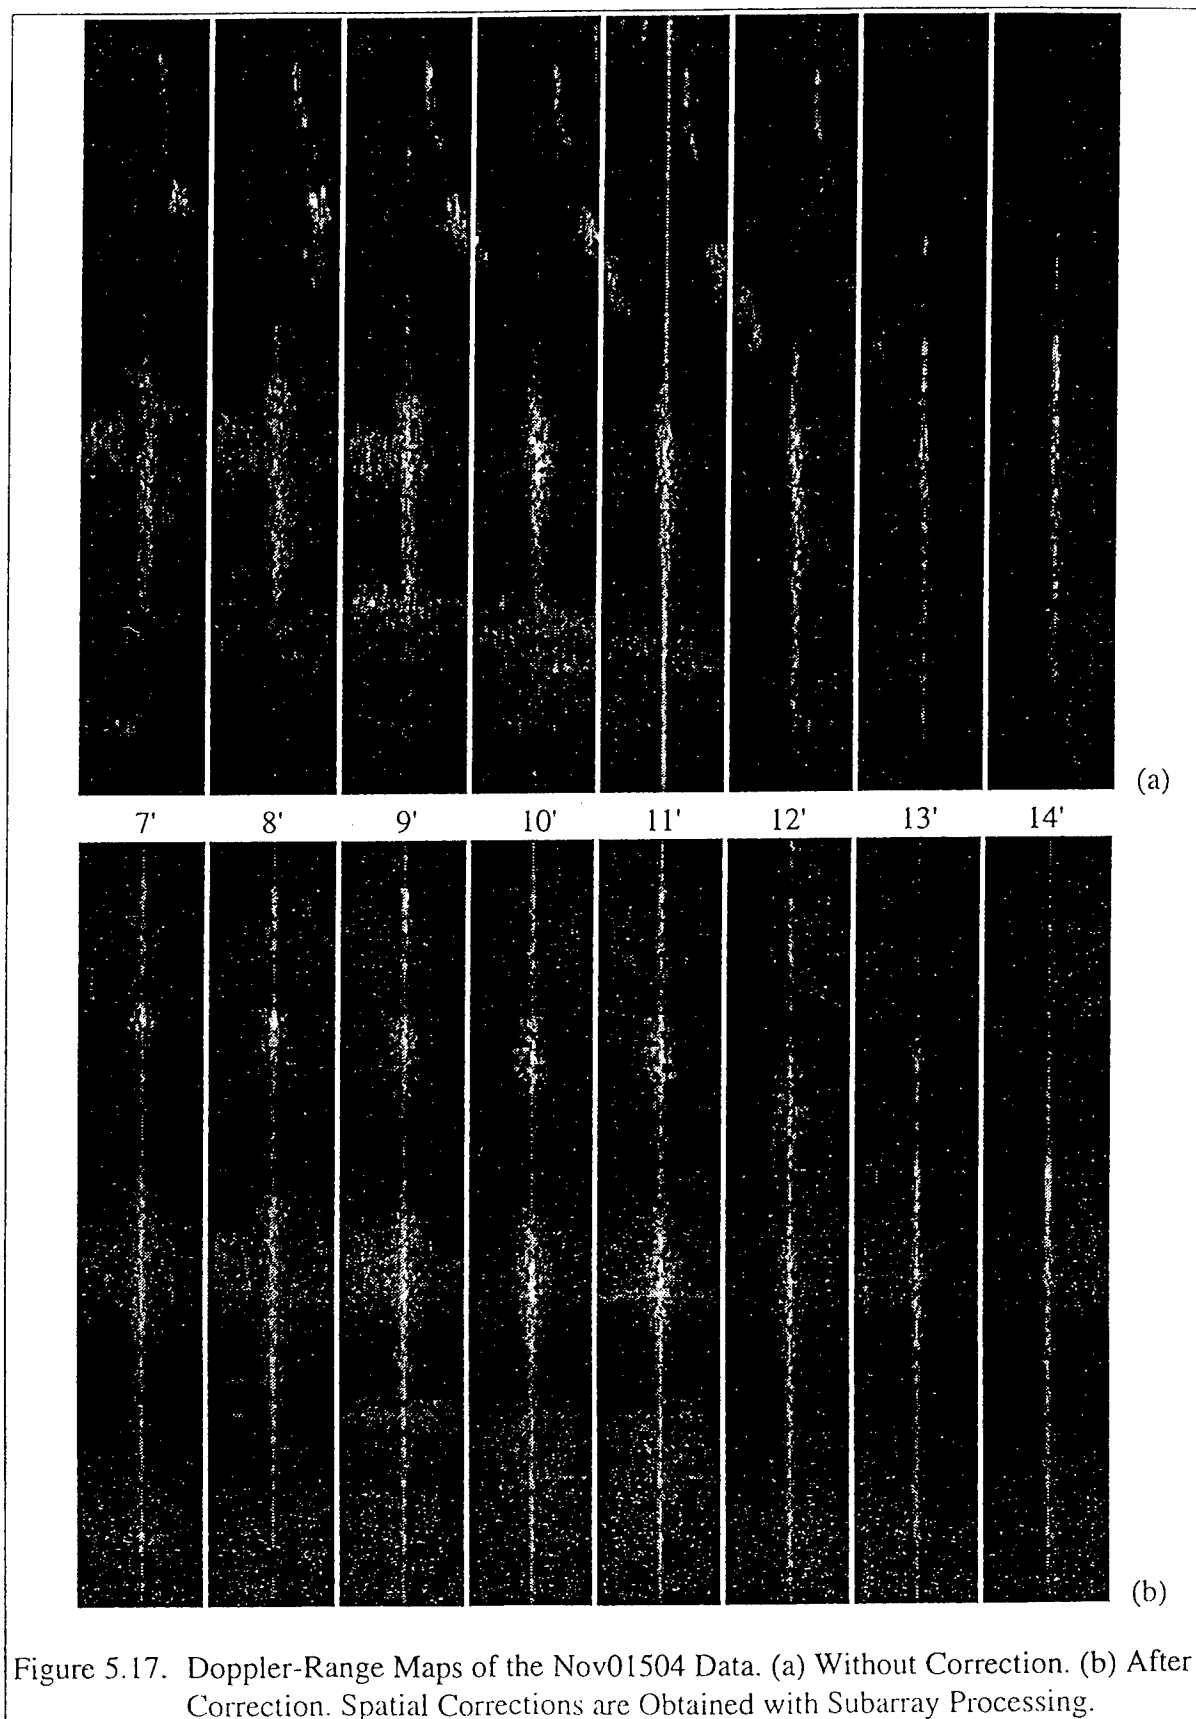 (a)
7' 8' 9' 10' 11' 12' 13' 14'
(b)
Figure 5.17. Doppler-Range Maps of the Nov01504 Data. (a) Without Correction. (b) After
Correction. Spatial Corrections are Obtained with Subarray Processing.